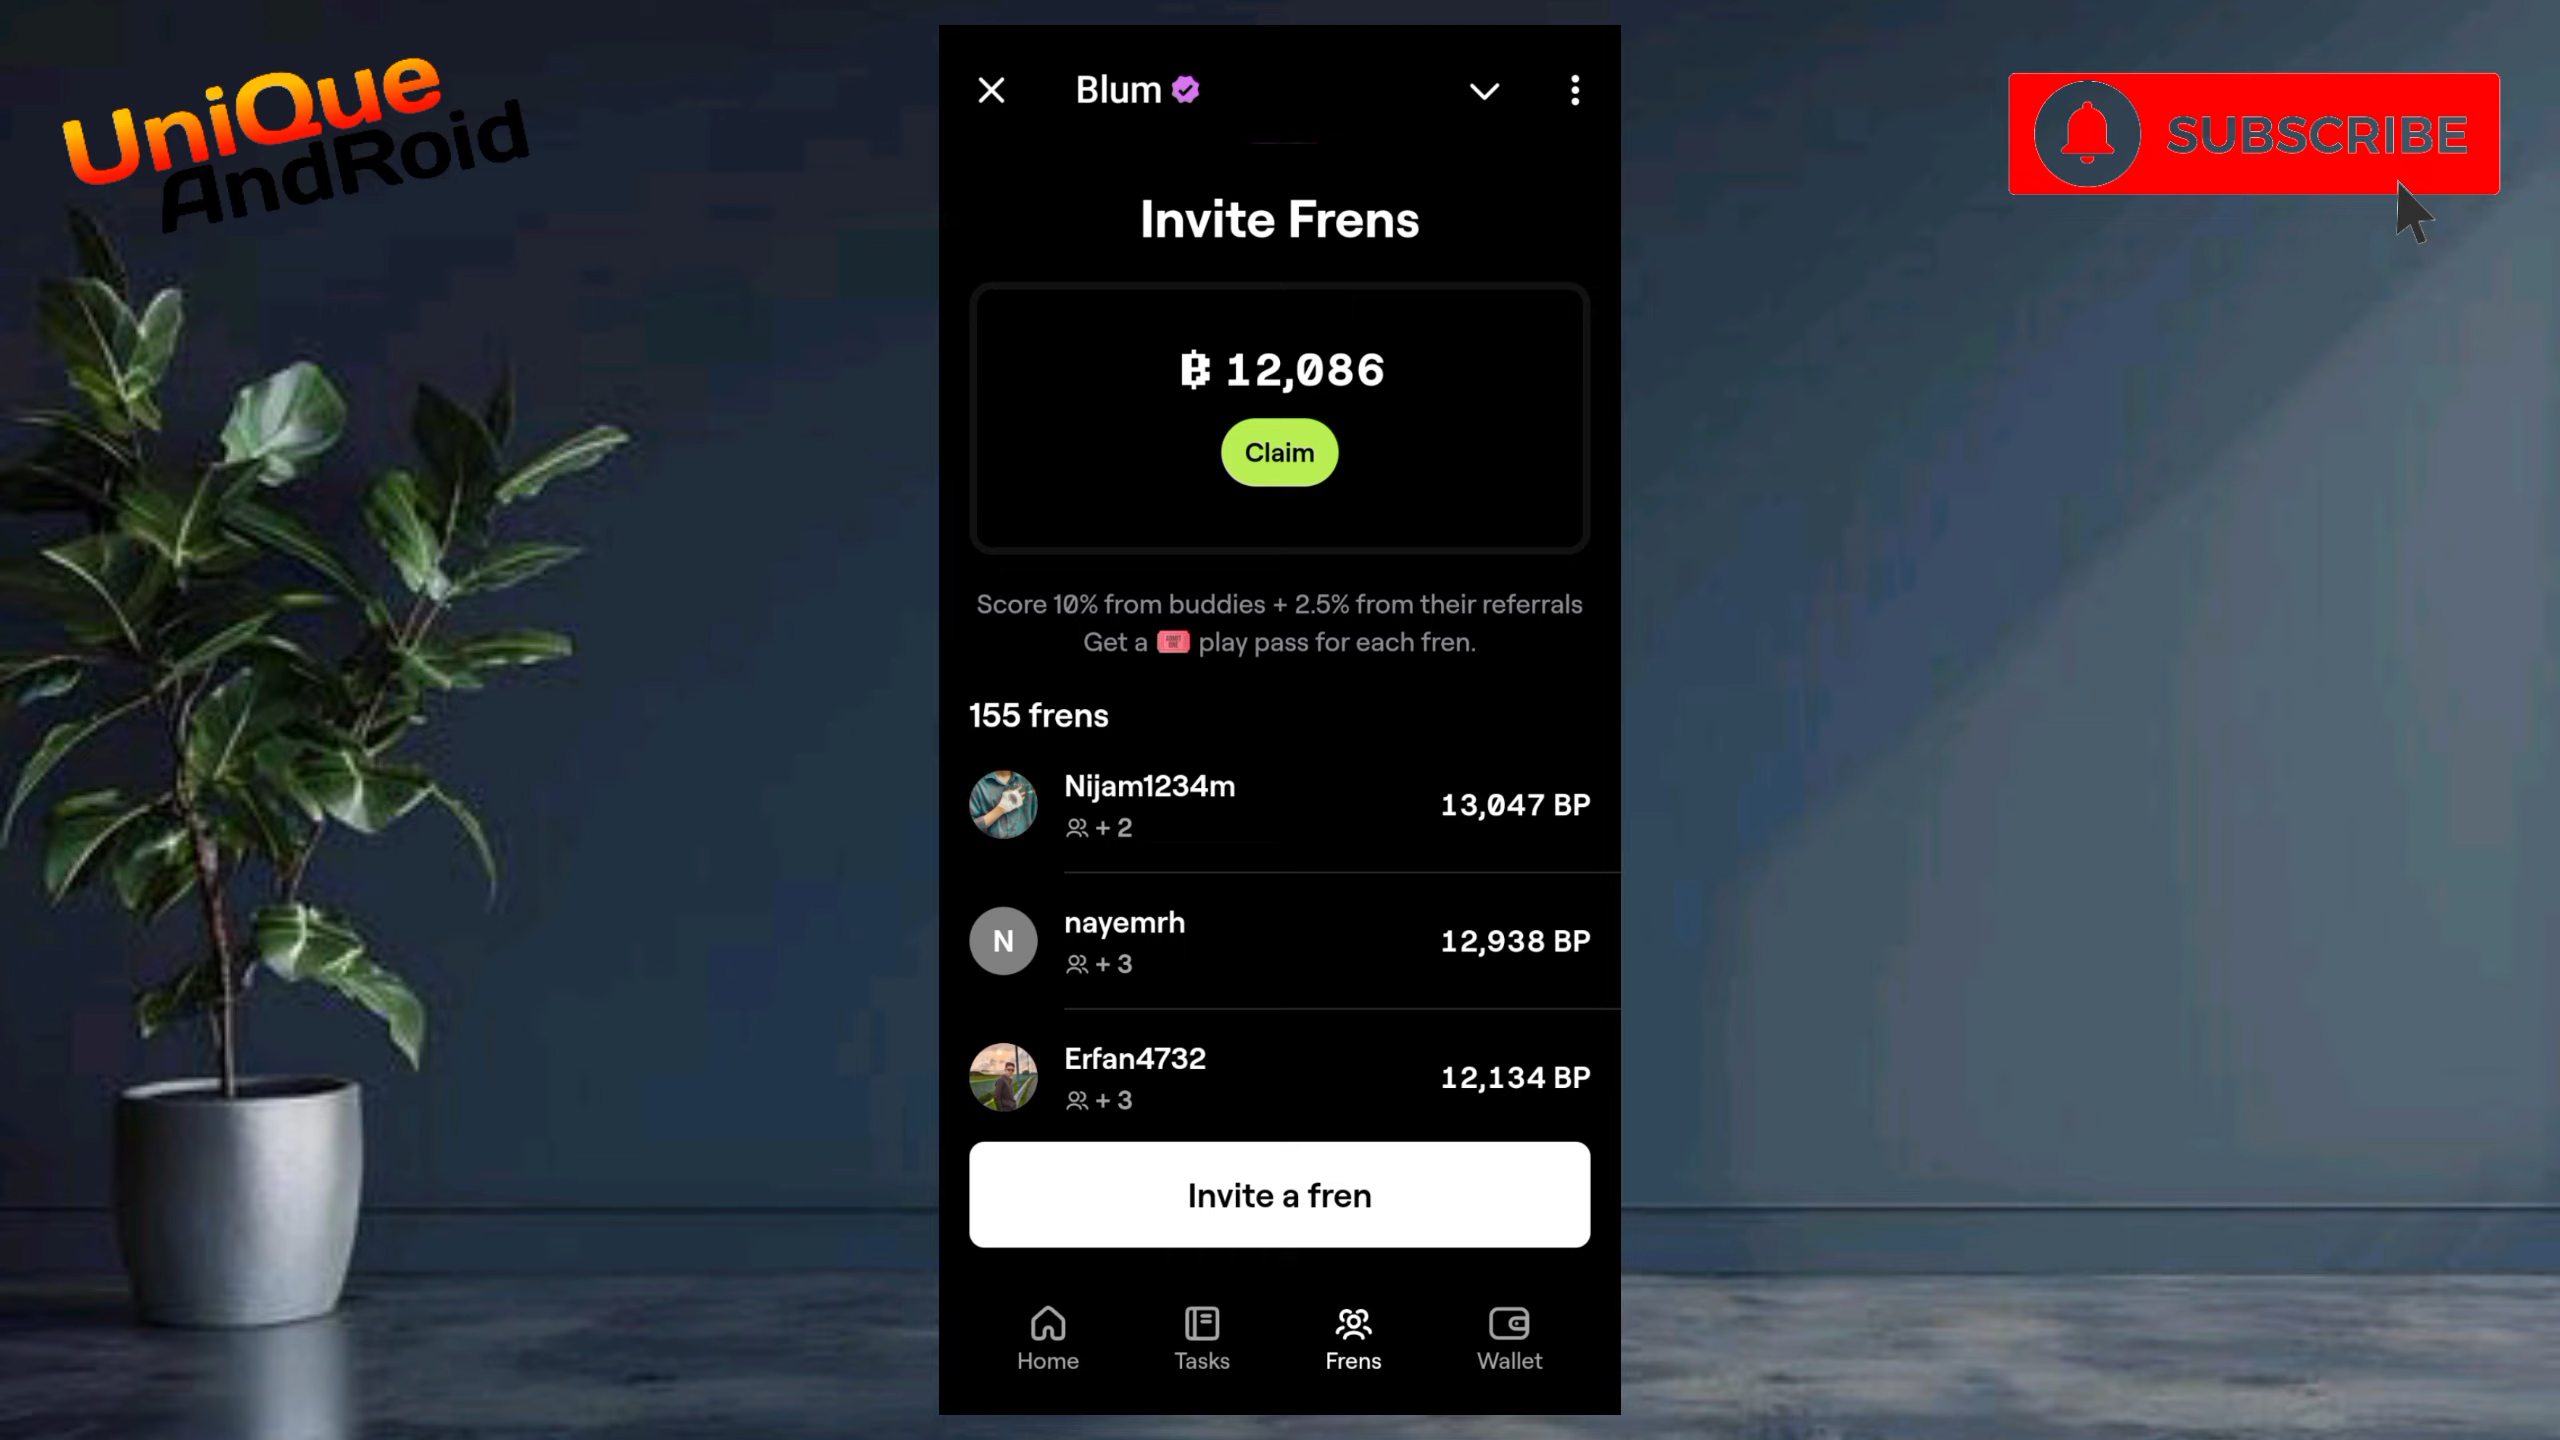 UniQue
AndRoid
SUBSCRIBE
Blum
Invite Frens
12,086
Claim
Score 10% from buddies + 2.5% from their referrals
Get a play pass for each fren.
155 frens
Nijam1234m
13,047 BP
+ 2
N
nayemrh
12,938 BP
+ 3
Erfan4732
12,134 BP
+ 3
Invite a fren
Home
Tasks
Frens
Wallet